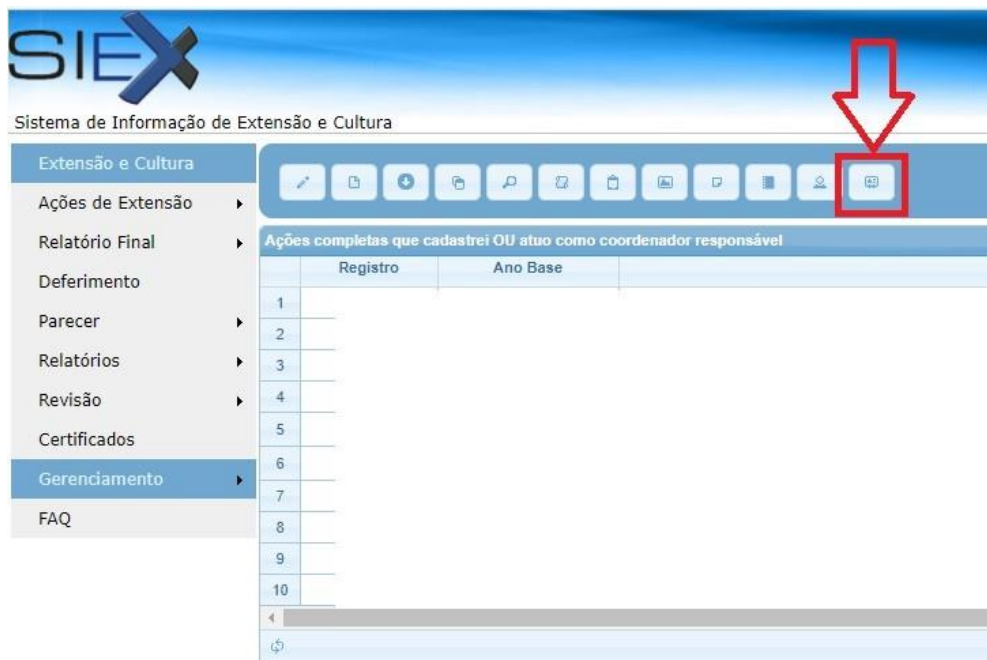 SIEX
Sistema de Informação de Extensão e Cultura
Extensão e Cultura
Ações de Extensão
Relatório Final
Deferimento
Parecer
Relatórios
Revisão
Certificados
Gerenciamento
FAQ
Ações completas que cadastrei OU atuo como coordenador responsável
Registro Ano Base
1
2
3
4
5
6
7
8
9
10